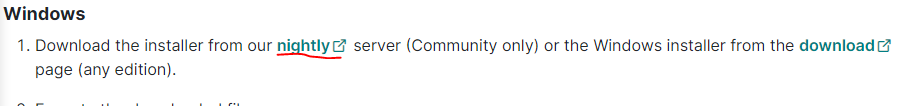 Windows
1. Download the installer from our nightly server (Community only) or the Windows installer from the download
page (any edition).